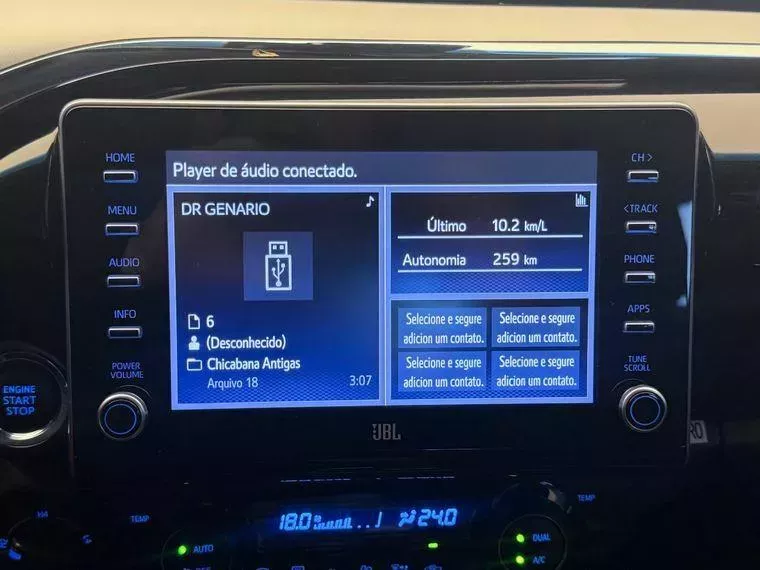 HOME
MENU
AUDIO
INFO
POWER
VOLUME
Player de áudio conectado.
DR GENARIO
6
(Desconhecido)
Chicabana Antigas
Arquivo 18 3:07
Último 10.2 km/L
Autonomia 259 km
Selecione e segure
adicion um contato.
Selecione e segure
adicion um contato.
Selecione e segure
adicion um contato.
Selecione e segure
adicion um contato.
CH >
< TRACK
PHONE
APPS
TUNE
SCROLL
JBL
ENGINE
START
STOP
H4
TEMP
18.0
24.0
TEMP
AUTO
DUAL
A/C